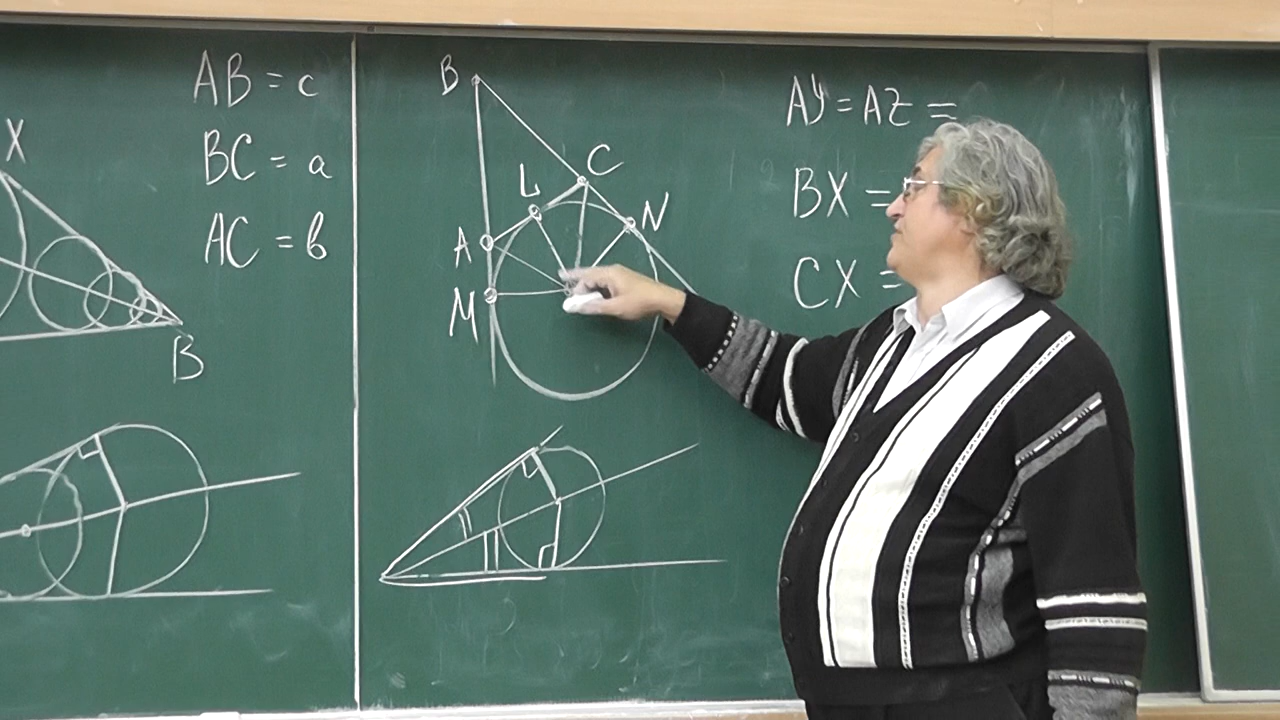 X
B
AB = c
BC = a
AC = b
B
C
L
N
A
M
AY = AZ =
BX =
CX =